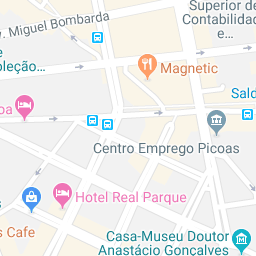 v. Miguel Bombarda
Superior de
Contabilidade
e
e
oleção...
Magnetic
Sald
oa
Centro Emprego Picoas
Hotel Real Parque
s Cafe
Casa-Museu Doutor
Anastácio Gonçalves